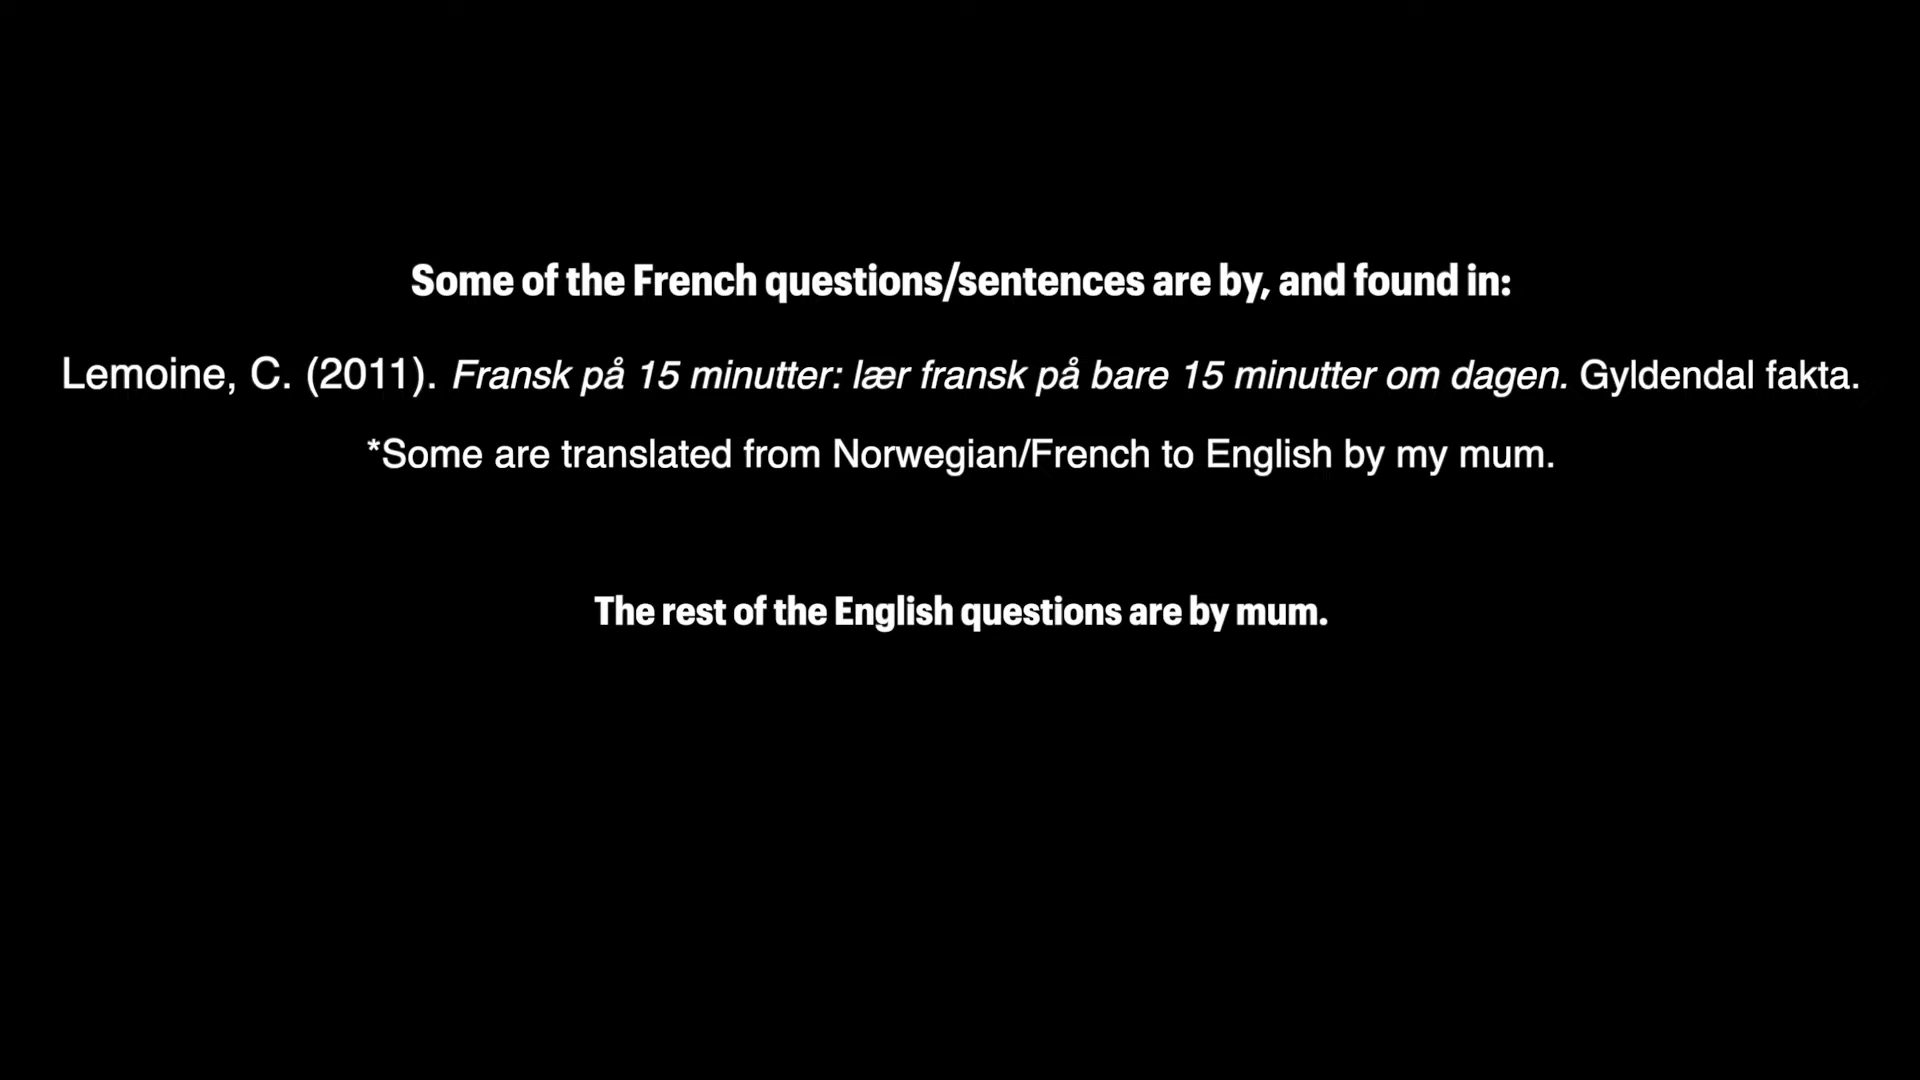 Some of the French questions/sentences are by, and found in:
Lemoine, C. (2011). Fransk på 15 minutter: lær fransk på bare 15 minutter om dagen. Gyldendal fakta.
*Some are translated from Norwegian/French to English by my mum.
The rest of the English questions are by mum.